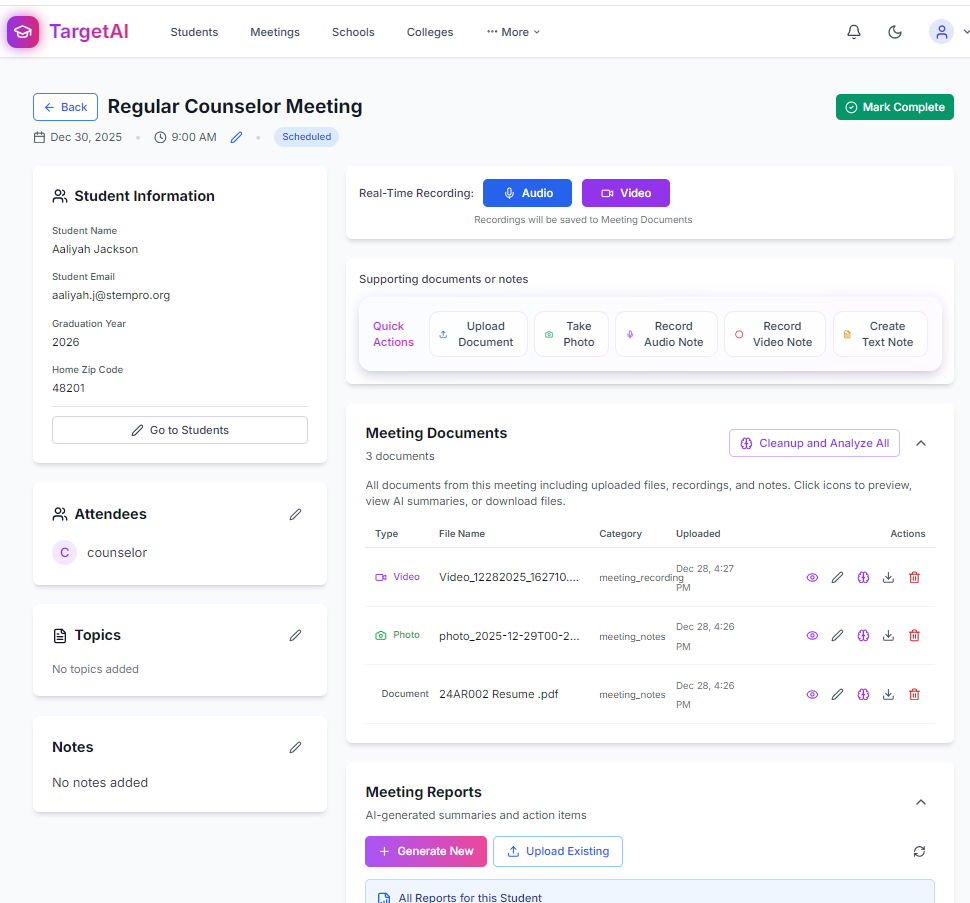 TargetAI
Students Meetings Schools Colleges ··· More
Back Regular Counselor Meeting Mark Complete
Dec 30, 2025 • 9:00 AM • Scheduled
Student Information
Student Name
Aaliyah Jackson
Student Email
aaliyah.j@stempro.org
Graduation Year
2026
Home Zip Code
48201
Go to Students
Attendees
C counselor
Topics
No topics added
Notes
No notes added
Real-Time Recording: Audio Video
Recordings will be saved to Meeting Documents
Supporting documents or notes
Quick Actions
Upload Document
Take Photo
Record Audio Note
Record Video Note
Create Text Note
Meeting Documents
3 documents
Cleanup and Analyze All
All documents from this meeting including uploaded files, recordings, and notes. Click icons to preview,
view AI summaries, or download files.
Type File Name Category Uploaded Actions
Video Video_12282025_162710.... meeting_recording Dec 28, 4:27 PM
Photo photo_2025-12-29T00-2... meeting_notes Dec 28, 4:26 PM
Document 24AR002 Resume .pdf meeting_notes Dec 28, 4:26 PM
Meeting Reports
AI-generated summaries and action items
+ Generate New Upload Existing
All Reports for this Student